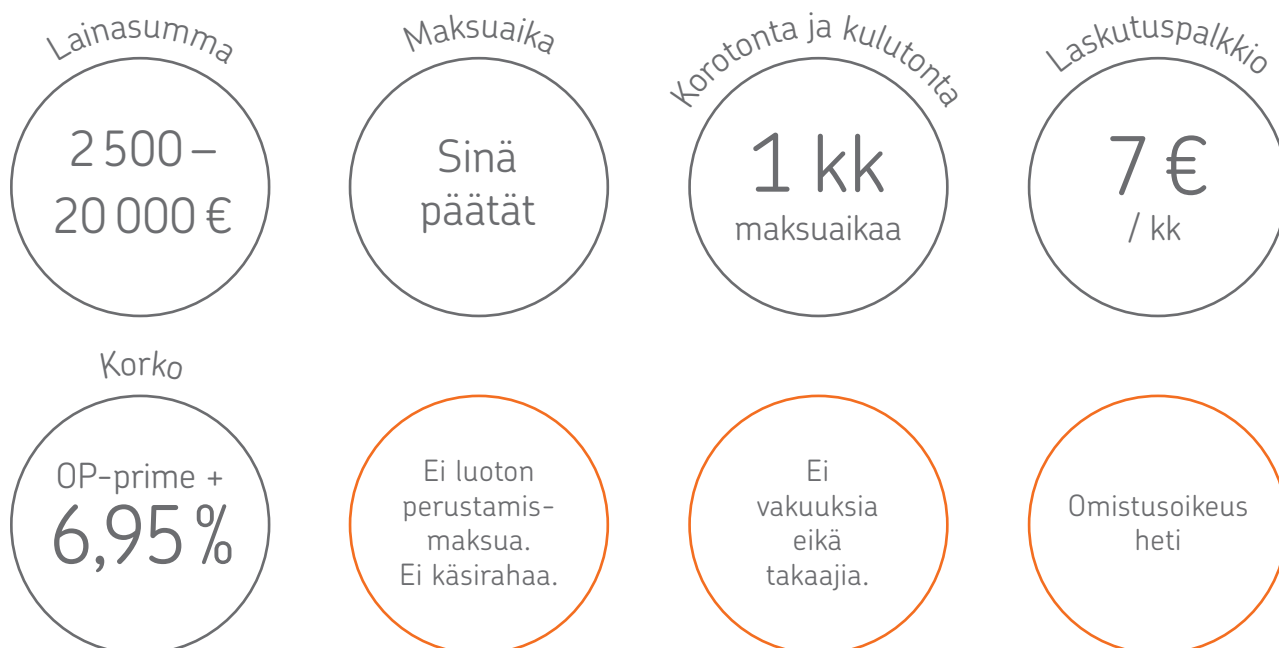 Lainasumma
2 500 –
20 000 €
Maksuaika
Sinä
päätät
Korotonta ja kulutonta
1 kk
maksuaikaa
Laskutuspalkkio
7 €
/ kk
Korko
OP-prime +
6,95 %
Ei luoton
perustamis-
maksua.
Ei käsirahaa.
Ei
vakuuksia
eikä
takaajia.
Omistusoikeus
heti